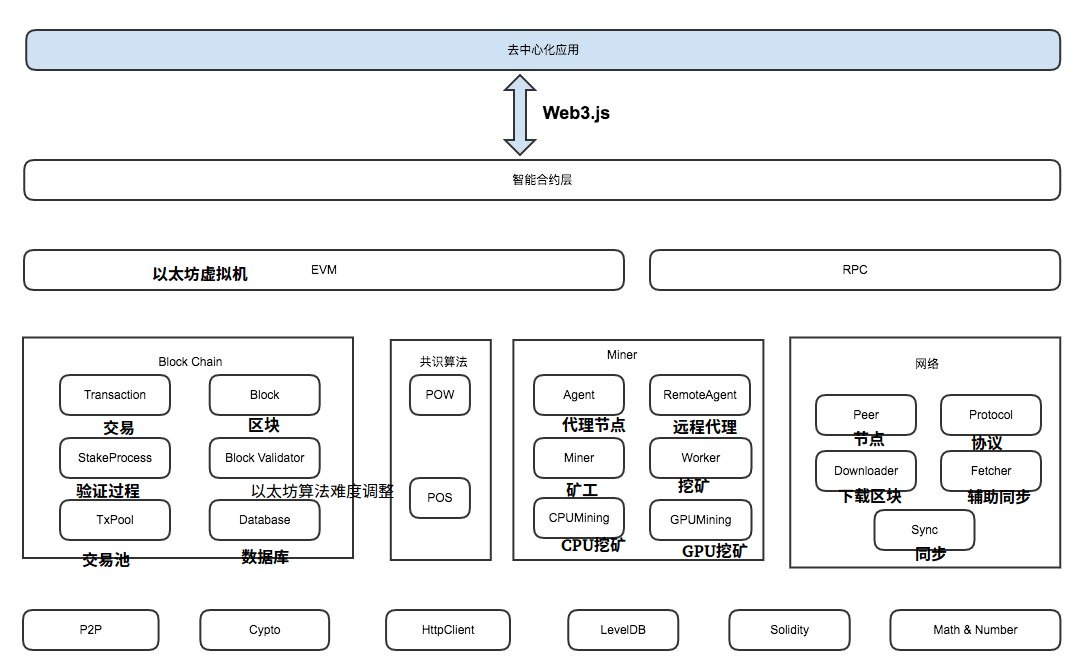 去中心化应用
Web3.js
智能合约层
以太坊虚拟机 EVM
RPC
Block Chain
Transaction
交易
Block
区块
StakeProcess
验证过程
Block Validator
以太坊算法难度调整
TxPool
交易池
Database
数据库
共识算法
POW
POS
Miner
Agent
代理节点
RemoteAgent
远程代理
Miner
矿工
Worker
挖矿
CPUMining
CPU挖矿
GPUMining
GPU挖矿
网络
Peer
节点
Protocol
协议
Downloader
下载区块
Fetcher
辅助同步
Sync
同步
P2P
Cypto
HttpClient
LevelDB
Solidity
Math & Number